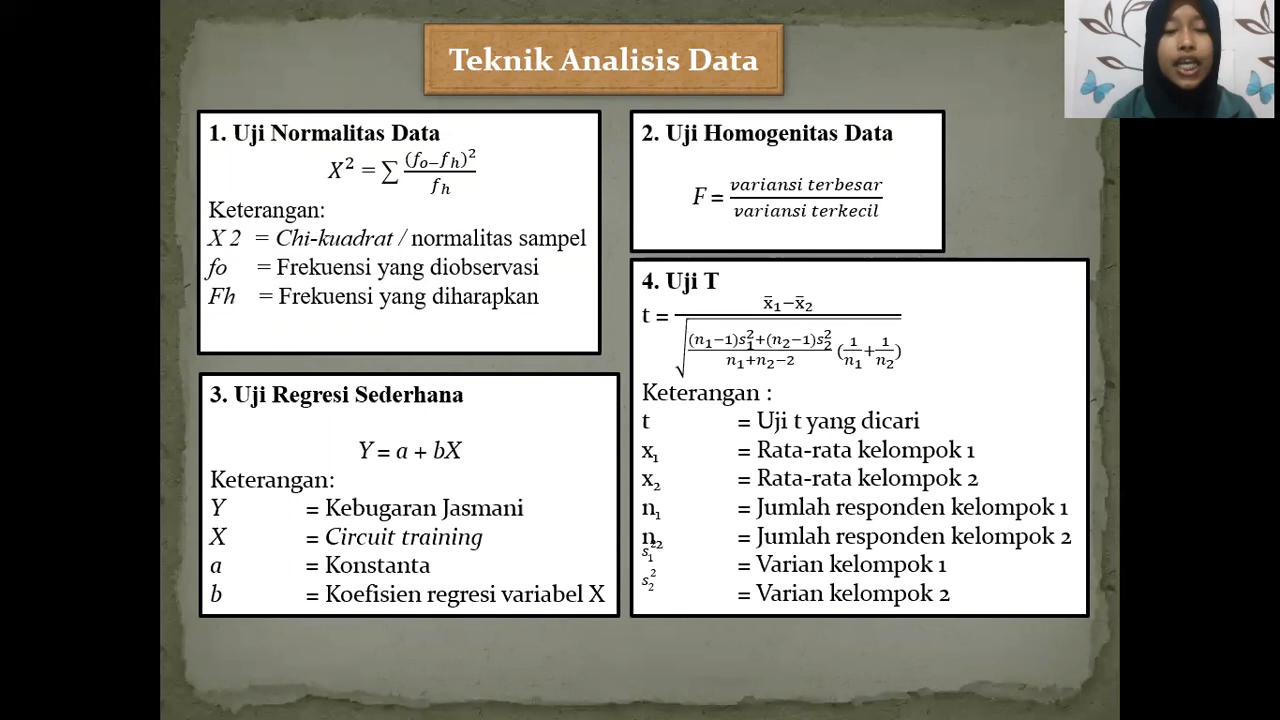 Teknik Analisis Data
1. Uji Normalitas Data
X² = ∑ (fₒ−fₕ)² / fₕ
Keterangan:
X 2 = Chi-kuadrat / normalitas sampel
fo = Frekuensi yang diobservasi
Fh = Frekuensi yang diharapkan
2. Uji Homogenitas Data
F = variansi terbesar / variansi terkecil
3. Uji Regresi Sederhana
Y = a + bX
Keterangan:
Y = Kebugaran Jasmani
X = Circuit training
a = Konstanta
b = Koefisien regresi variabel X
4. Uji T
t = x̄₁−x̄₂ / √((n₁−1)s₁²+(n₂−1)s₂² / n₁+n₂−2 (1/n₁+1/n₂))
Keterangan :
t = Uji t yang dicari
x₁ = Rata-rata kelompok 1
x₂ = Rata-rata kelompok 2
n₁ = Jumlah responden kelompok 1
n₂ = Jumlah responden kelompok 2
s₁² = Varian kelompok 1
s₂² = Varian kelompok 2